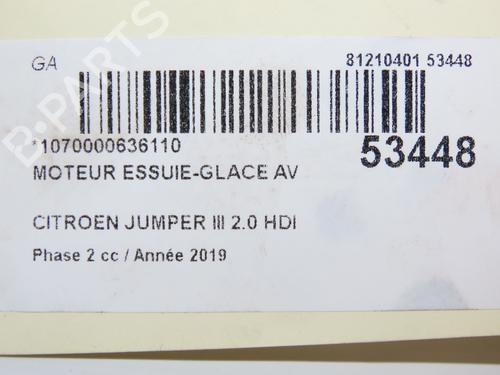 GA
81210401 53448
*1070000636110
53448
MOTEUR ESSUIE-GLACE AV
CITROEN JUMPER III 2.0 HDI
Phase 2 cc / Année 2019
B-PARTS